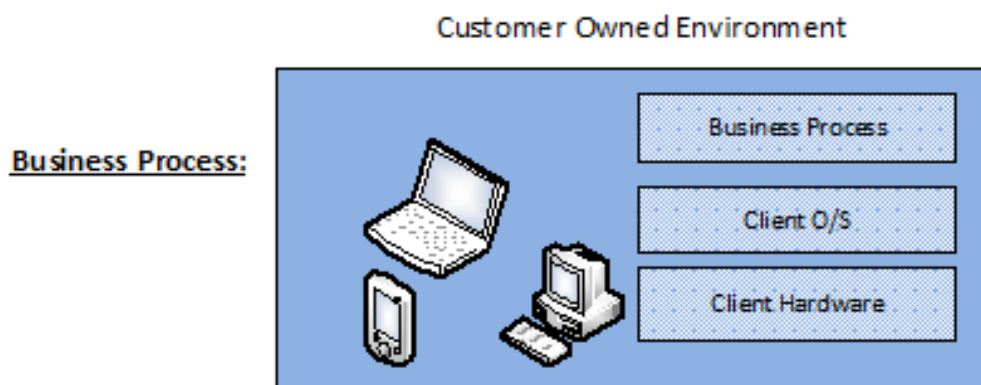 Customer Owned Environment
Business Process
Business Process:
Client O/S
Client Hardware